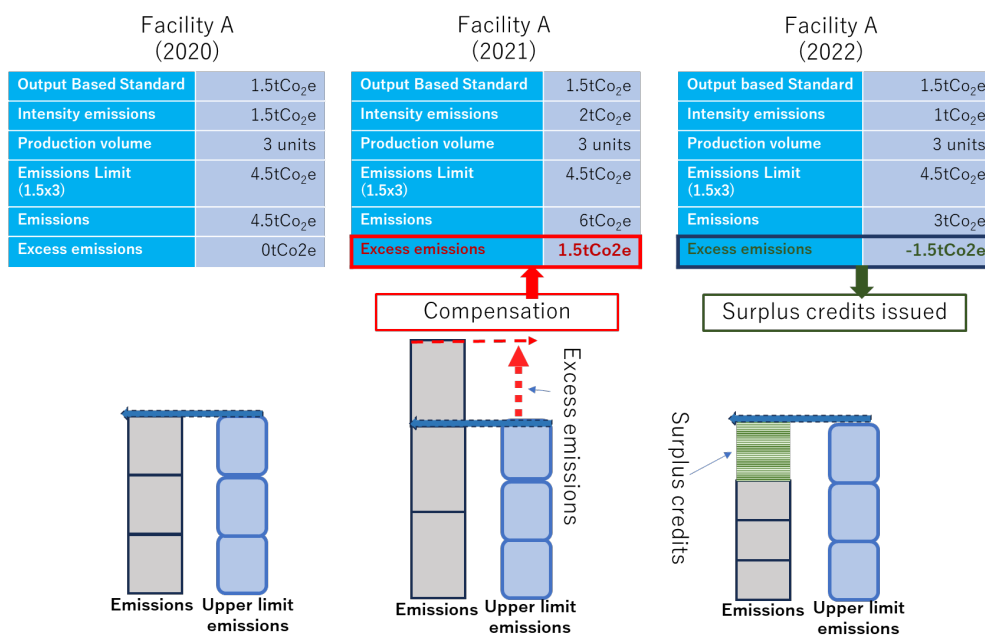 Facility A
(2020)
Output Based Standard 1.5tCo₂e
Intensity emissions 1.5tCo₂e
Production volume 3 units
Emissions Limit 4.5tCo₂e
(1.5x3)
Emissions 4.5tCo₂e
Excess emissions 0tCo2e
Facility A
(2021)
Output Based Standard 1.5tCo₂e
Intensity emissions 2tCo₂e
Production volume 3 units
Emissions Limit 4.5tCo₂e
(1.5x3)
Emissions 6tCo₂e
Excess emissions 1.5tCo2e
Facility A
(2022)
Output based Standard 1.5tCo₂e
Intensity emissions 1tCo₂e
Production volume 3 units
Emissions Limit 4.5tCo₂e
(1.5x3)
Emissions 3tCo₂e
Excess emissions -1.5tCo2e
Compensation
Surplus credits issued
Excess emissions
Surplus credits
Emissions
Upper limit
emissions
Emissions
Upper limit
emissions
Emissions
Upper limit
emissions